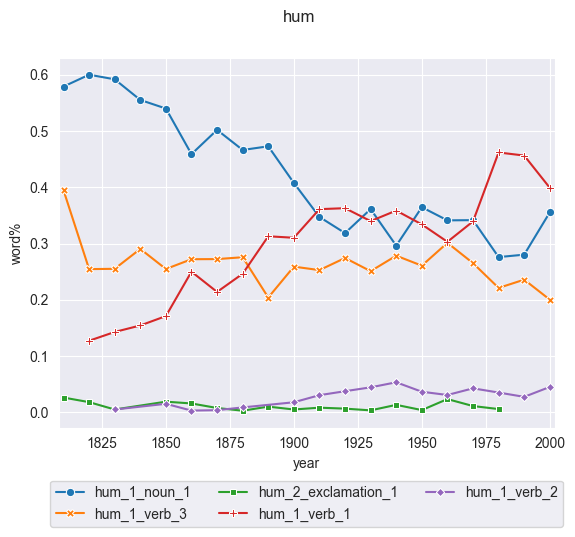 hum
0.6
0.5
0.4
0.3
0.2
0.1
0.0
word%
1825 1850 1875 1900 1925 1950 1975 2000
year
hum_1_noun_1 hum_2_exclamation_1 hum_1_verb_2
hum_1_verb_3 hum_1_verb_1